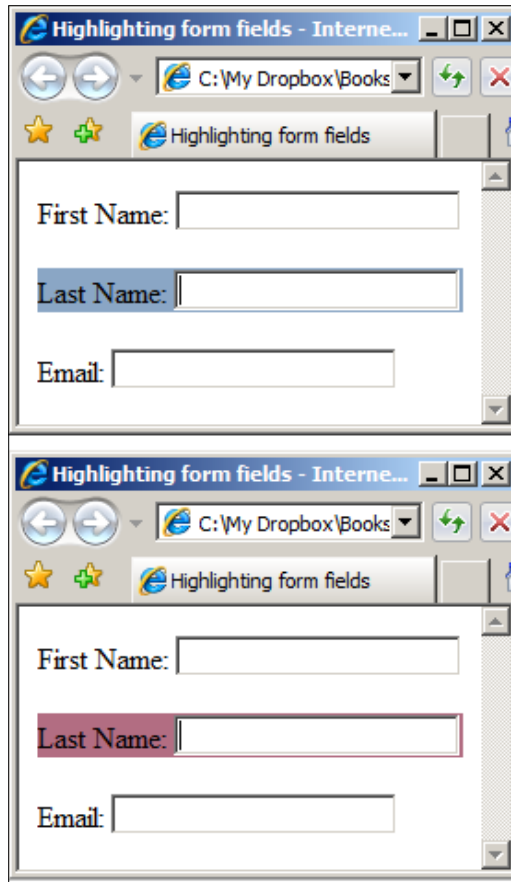 Highlighting form fields - Interne...
C:\My Dropbox\Books
Highlighting form fields
First Name:
Last Name:
Email:
Highlighting form fields - Interne...
C:\My Dropbox\Books
Highlighting form fields
First Name:
Last Name:
Email: